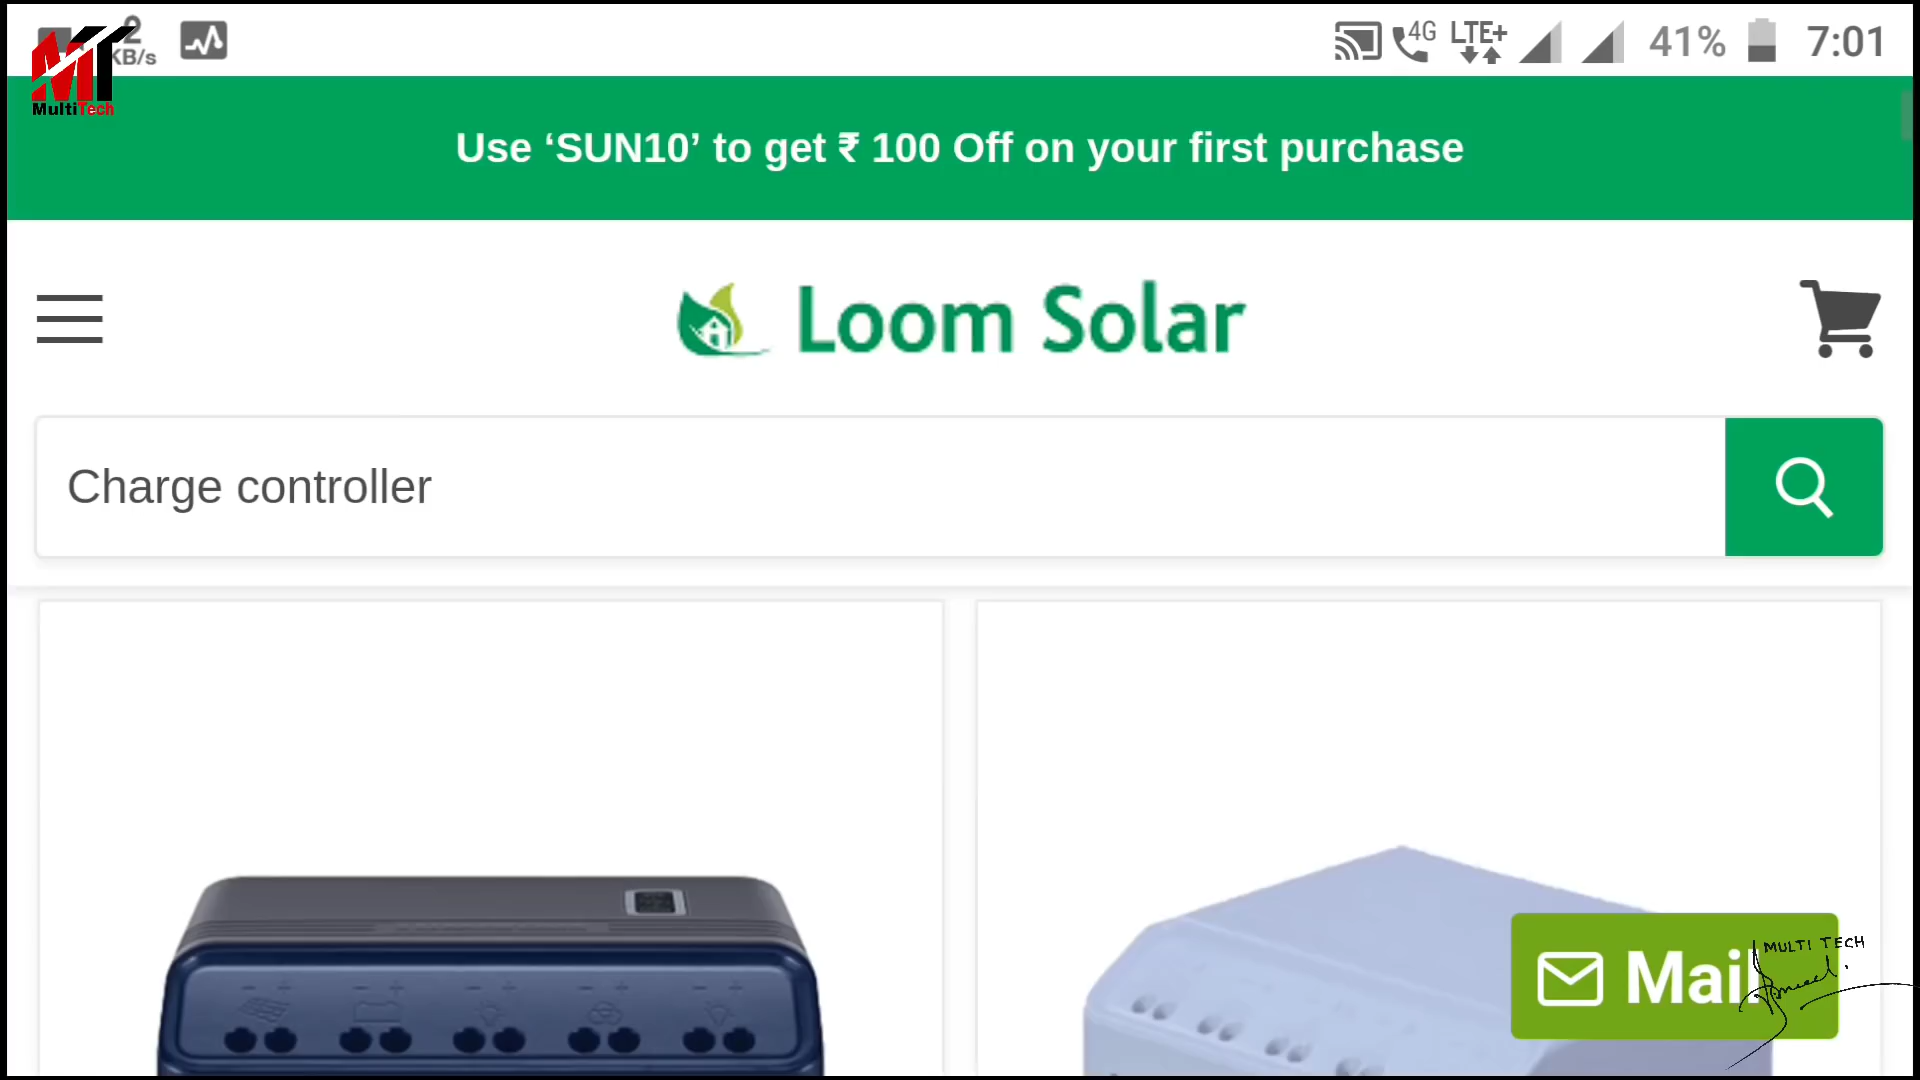 2
KB/s
4G
LTE+
41%
7:01
MultiTech
Use ‘SUN10’ to get ₹ 100 Off on your first purchase
Loom Solar
Charge controller
Mail
MULTI TECH